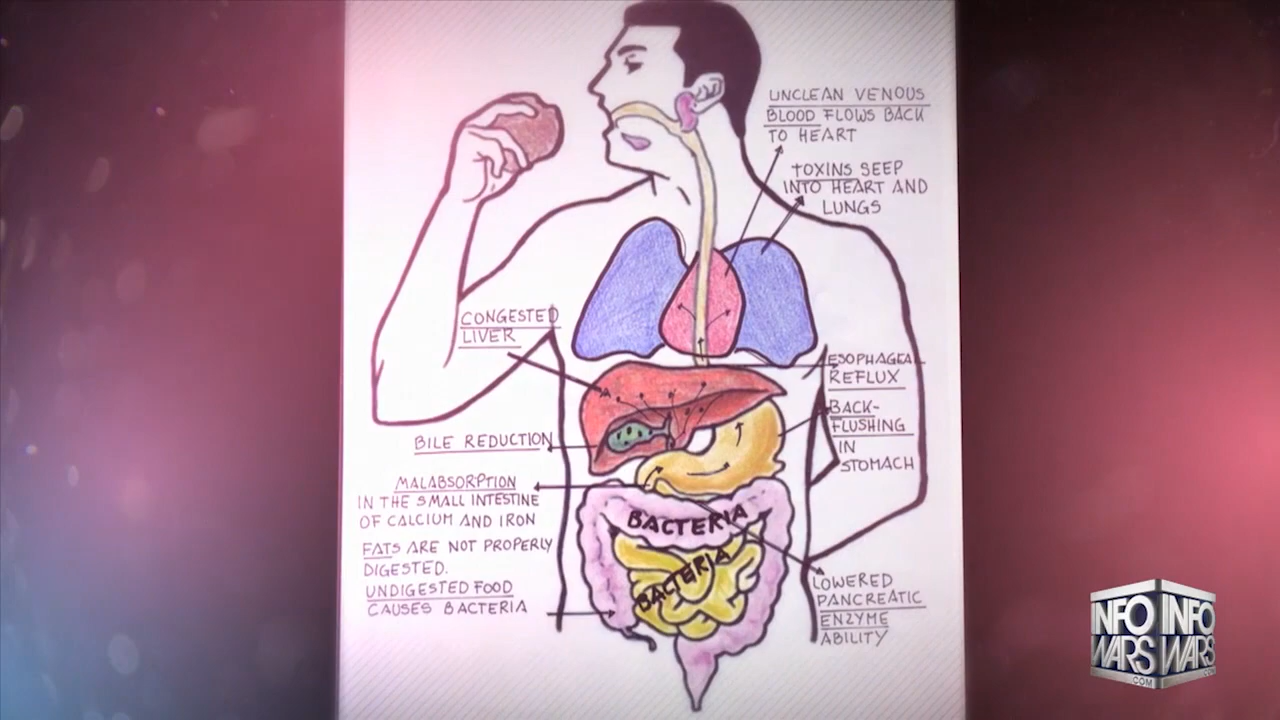 UNCLEAN VENOUS
BLOOD FLOWS BACK
TO HEART
TOXINS SEEP
INTO HEART AND
LUNGS
CONGESTED
LIVER
ESOPHAGEAL
REFLUX
BACK-
FLUSHING
IN
STOMACH
BILE REDUCTION
MALABSORPTION
IN THE SMALL INTESTINE
OF CALCIUM AND IRON
FATS ARE NOT PROPERLY
DIGESTED.
UNDIGESTED FOOD
CAUSES BACTERIA
BACTERIA
BACTERIA
LOWERED
PANCREATIC
ENZYME
ABILITY
INFO INFO
WARS WARS
.COM